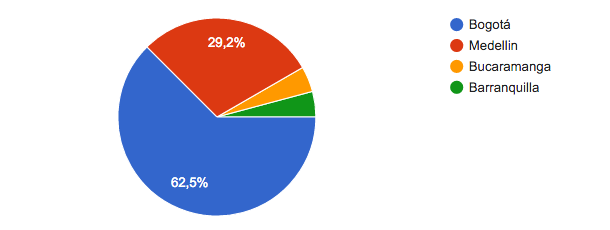 29,2%
62,5%
Bogotá
Medellin
Bucaramanga
Barranquilla